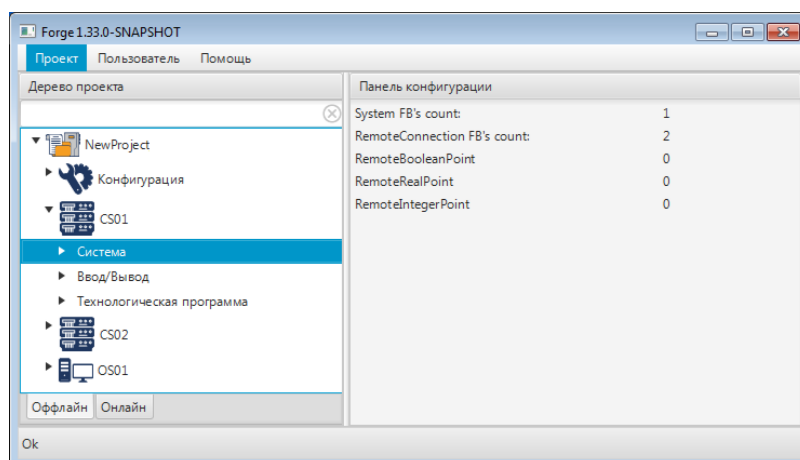 Forge 1.33.0-SNAPSHOT
Проект Пользователь Помощь
Дерево проекта
NewProject
Конфигурация
CS01
Система
Ввод/Вывод
Технологическая программа
CS02
OS01
Оффлайн Онлайн
Панель конфигурации
System FB's count: 1
RemoteConnection FB's count: 2
RemoteBooleanPoint 0
RemoteRealPoint 0
RemoteIntegerPoint 0
Ok